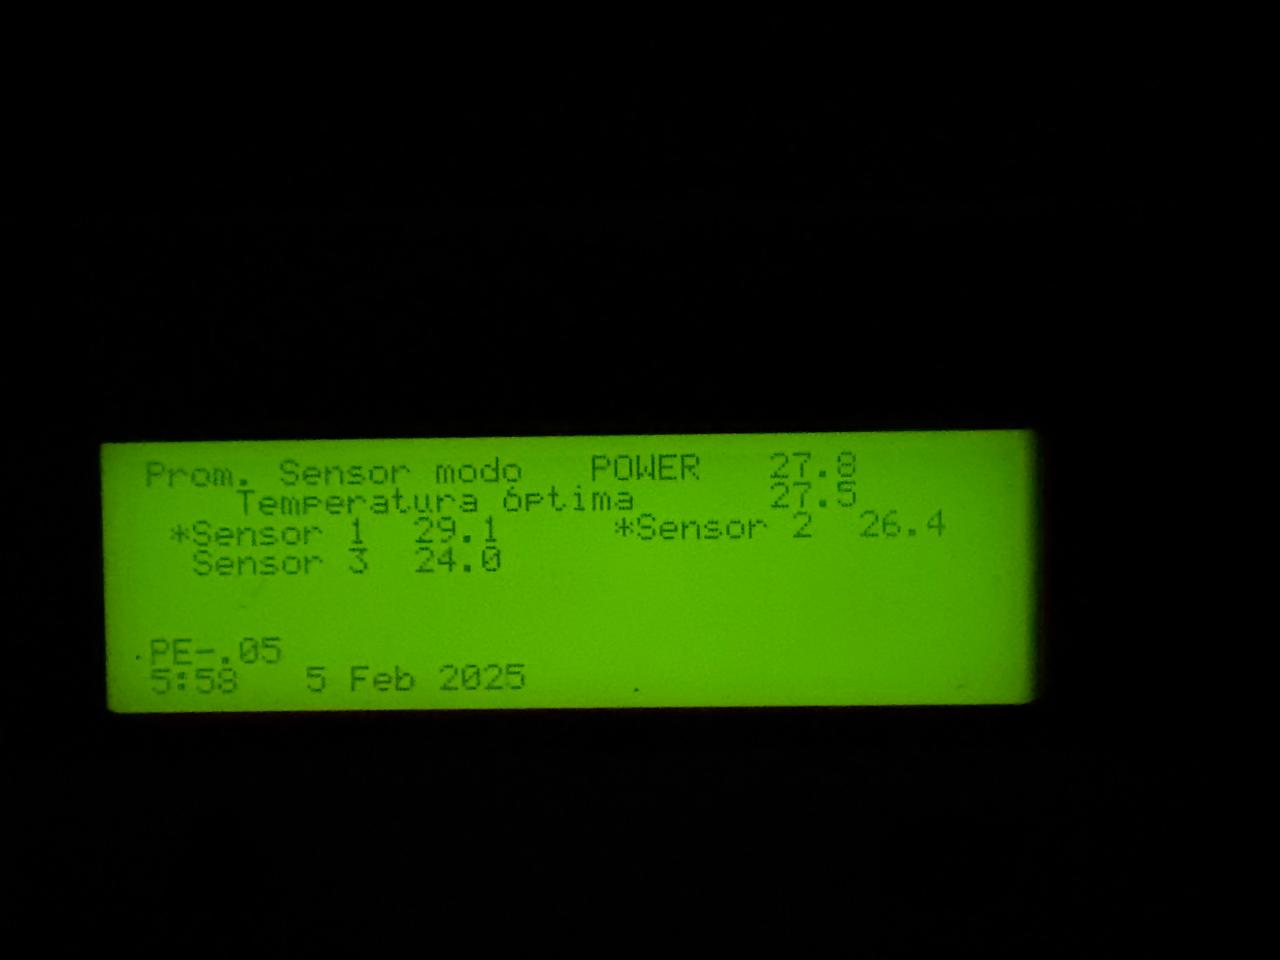 Prom. Sensor modo POWER 27.8
Temperatura óptima 27.5
*Sensor 1 29.1 *Sensor 2 26.4
Sensor 3 24.0
PE-.05
5:58 5 Feb 2025